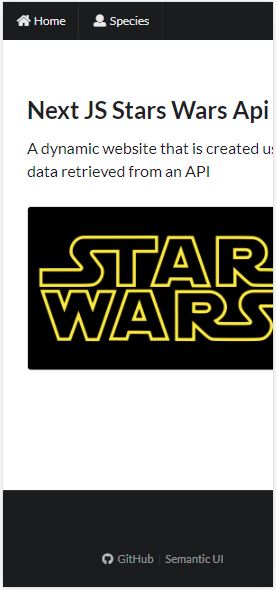 Home Species
Next JS Stars Wars Api
A dynamic website that is created us
data retrieved from an API
STAR
WARS
GitHub | Semantic UI